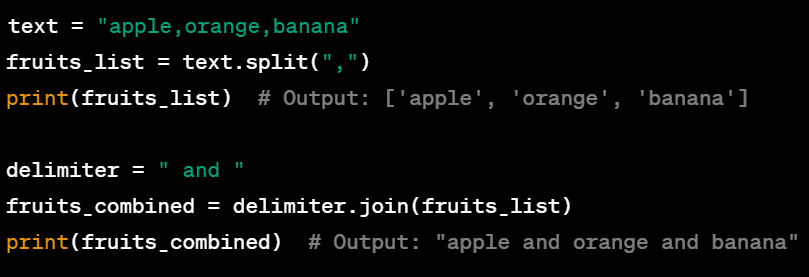 text = "apple,orange,banana"
fruits_list = text.split(",")
print(fruits_list)  # Output: ['apple', 'orange', 'banana']
delimiter = " and "
fruits_combined = delimiter.join(fruits_list)
print(fruits_combined)  # Output: "apple and orange and banana"